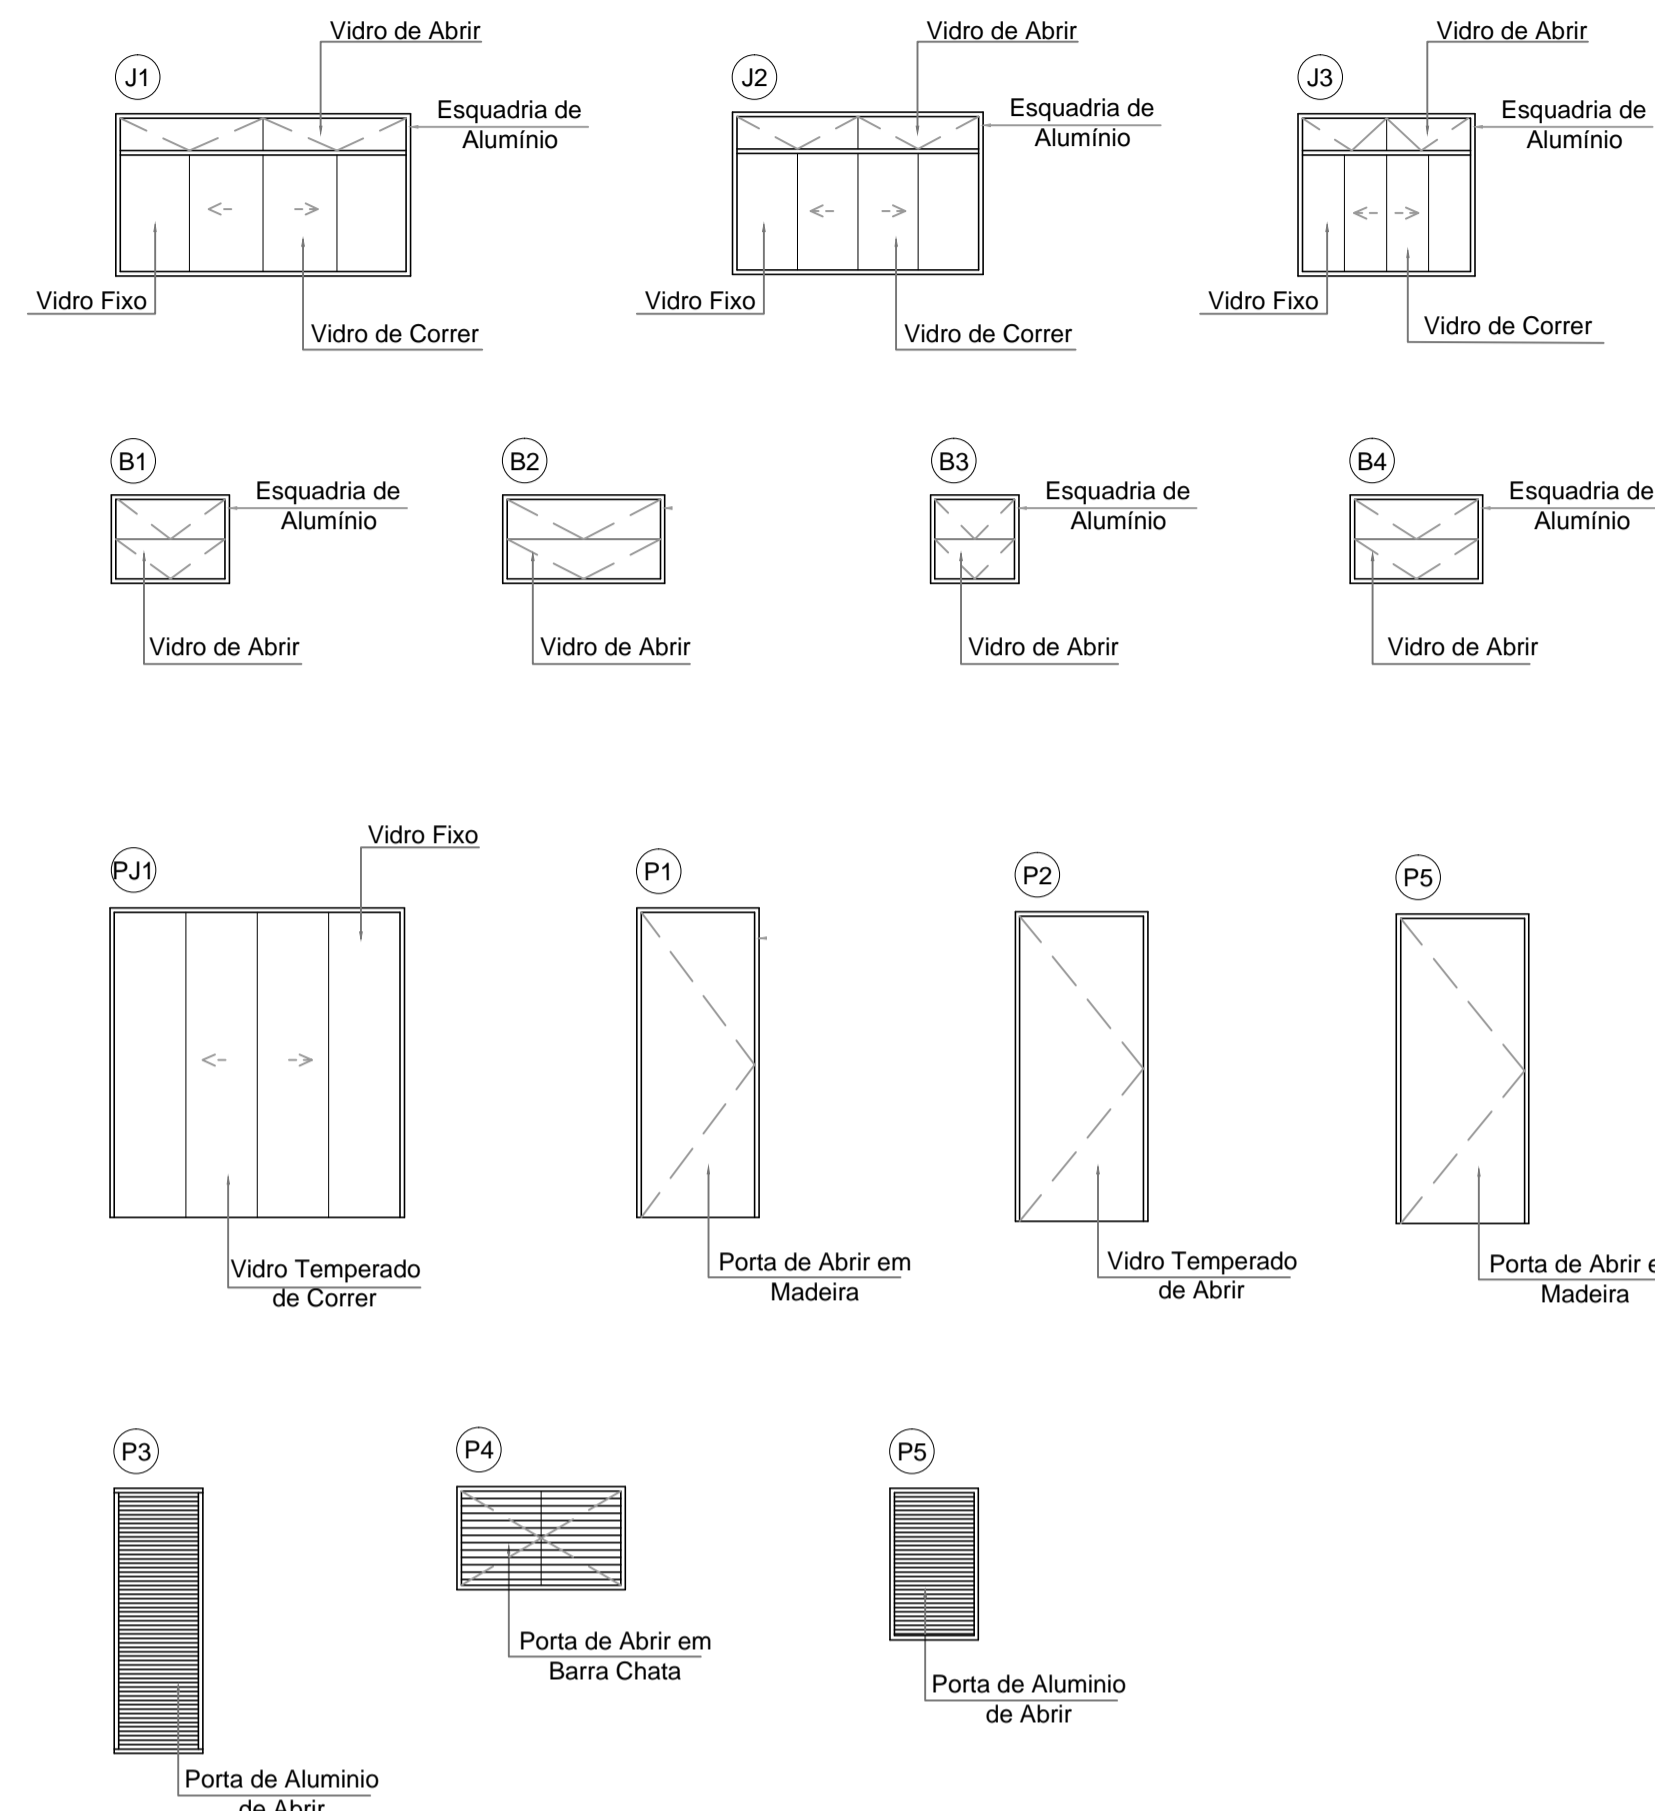 Vidro de Abrir
Vidro de Abrir
Vidro de Abrir
J1
J2
J3
Esquadria de
Alumínio
Esquadria de
Alumínio
Esquadria de
Alumínio
Vidro Fixo
Vidro de Correr
Vidro Fixo
Vidro de Correr
Vidro Fixo
Vidro de Correr
B1
B2
B3
B4
Esquadria de
Alumínio
Esquadria de
Alumínio
Esquadria de
Alumínio
Vidro de Abrir
Vidro de Abrir
Vidro de Abrir
Vidro de Abrir
Vidro Fixo
PJ1
P1
P2
P5
Vidro Temperado
de Correr
Porta de Abrir em
Madeira
Vidro Temperado
de Abrir
Porta de Abrir
Madeira
P3
P4
P5
Porta de Abrir em
Barra Chata
Porta de Aluminio
de Abrir
Porta de Aluminio
de Abrir